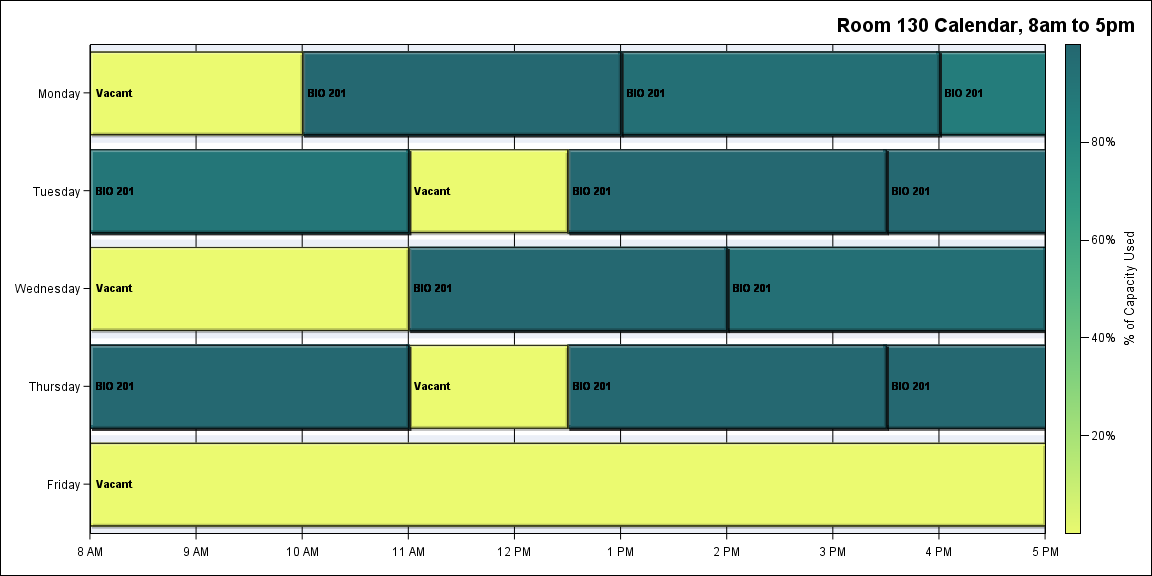 Room 130 Calendar, 8am to 5pm
Monday
Vacant
BIO 201
BIO 201
BIO 201
Tuesday
BIO 201
Vacant
BIO 201
BIO 201
Wednesday
Vacant
BIO 201
BIO 201
Thursday
BIO 201
Vacant
BIO 201
BIO 201
Friday
Vacant
8 AM
9 AM
10 AM
11 AM
12 PM
1 PM
2 PM
3 PM
4 PM
5 PM
80%
60%
40%
20%
% of Capacity Used